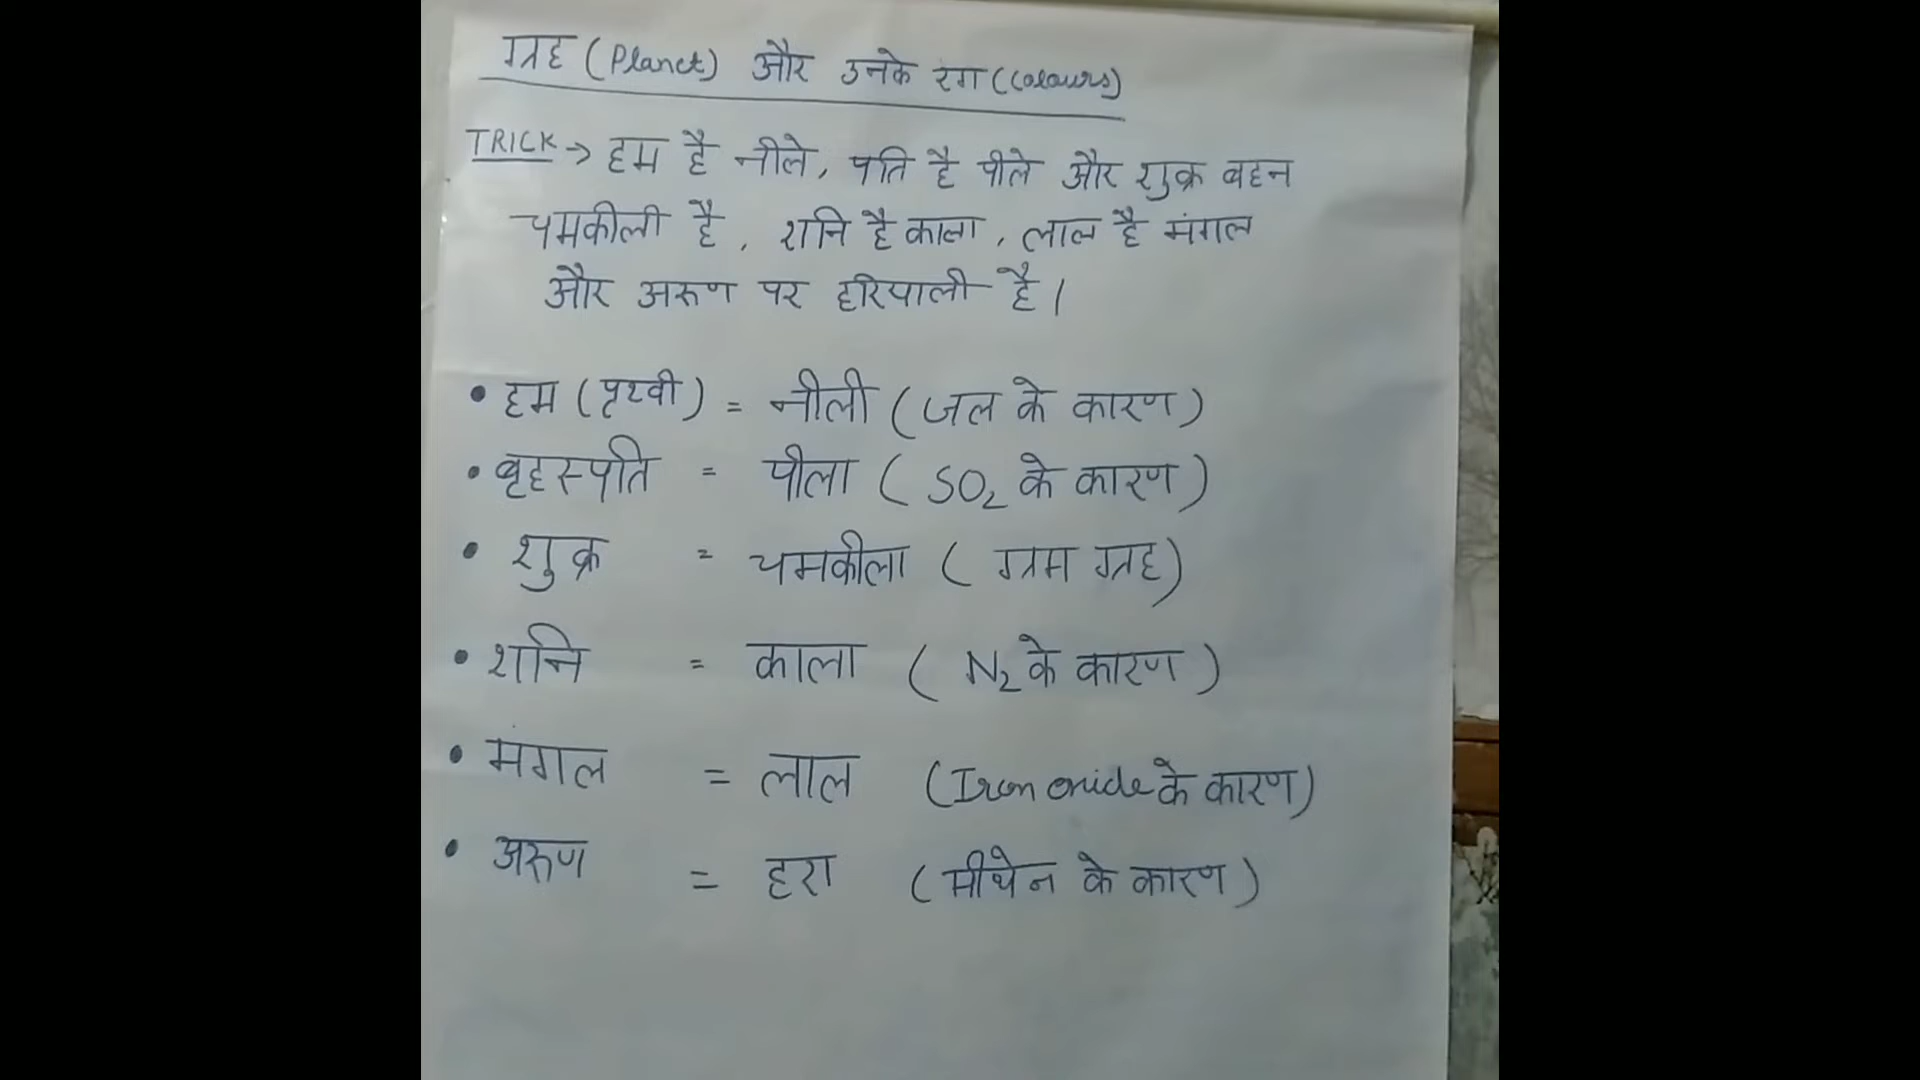 ग्रह (Planet) और उनके रंग (Colours)
TRICK → हम है नीले, पति है पीले और शुक्र बहन
चमकीली है, शनि है काला, लाल है मंगल
और अरूण पर हरियाली है।
• हम (पृथ्वी) = नीली (जल के कारण)
• बृहस्पति = पीला (SO₂ के कारण)
• शुक्र = चमकीला (गरम ग्रह)
• शनि = काला (N₂ के कारण)
• मंगल = लाल (Iron oxide के कारण)
• अरूण = हरा (मीथेन के कारण)